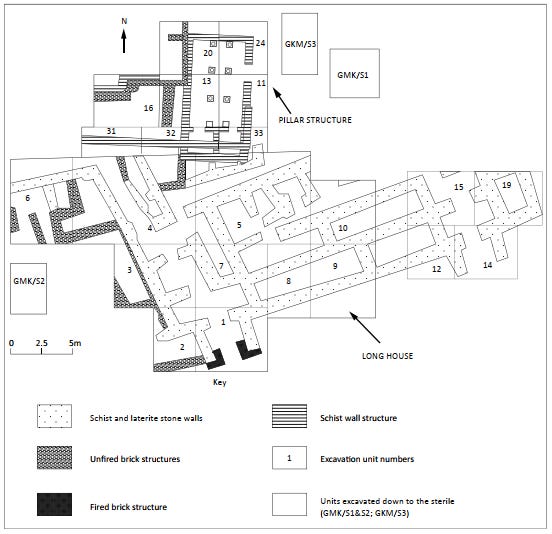 N
24
20
GKM/S3
GMK/S1
13
11
16
PILLAR STRUCTURE
31
32
33
6
15
19
4
5
10
3
7
9
12
14
GMK/S2
8
1
0 2.5 5m
2
LONG HOUSE
Key
Schist and laterite stone walls
Schist wall structure
Unfired brick structures
1
Excavation unit numbers
Fired brick structure
Units excavated down to the sterile
(GMK/S1&S2; GKM/S3)